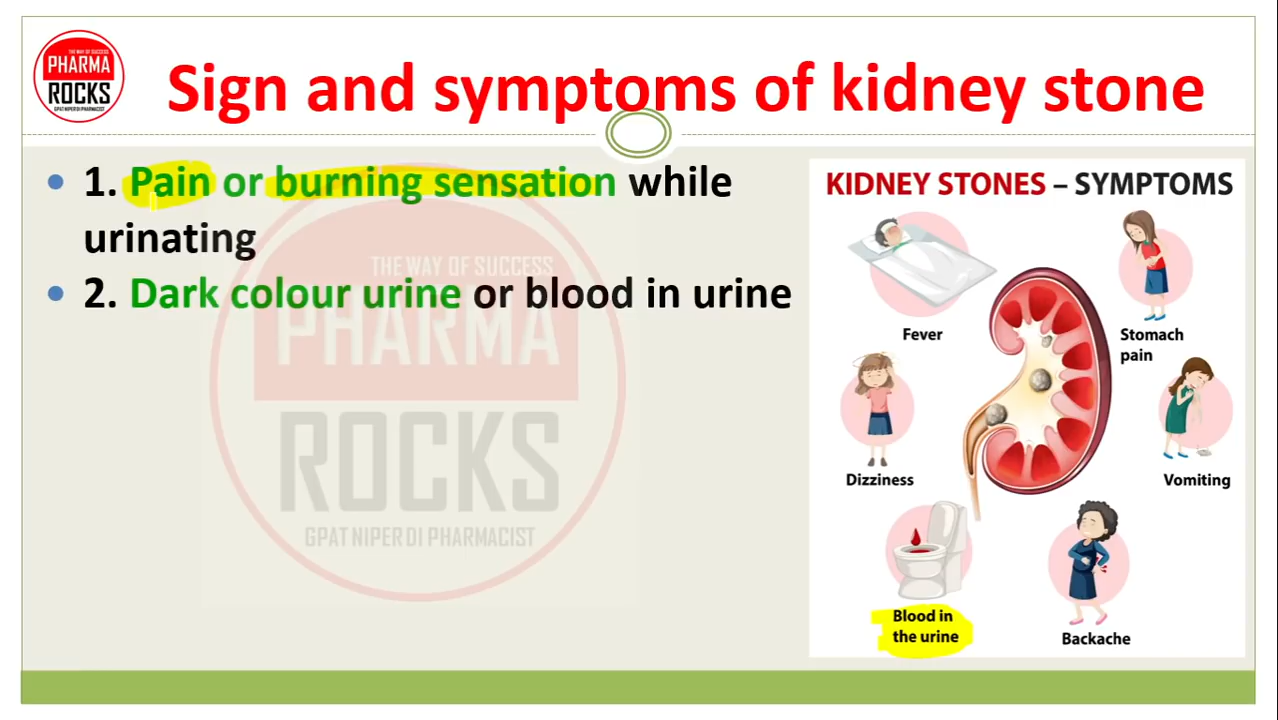 THE WAY OF SUCCESS
PHARMA
ROCKS
GPAT NIPER DI PHARMACIST
Sign and symptoms of kidney stone
• 1. Pain or burning sensation while
urinating
• 2. Dark colour urine or blood in urine
THE WAY OF SUCCESS
PHARMA
ROCKS
GPAT NIPER DI PHARMACIST
KIDNEY STONES – SYMPTOMS
Fever
Stomach
pain
Dizziness
Vomiting
Blood in
the urine
Backache